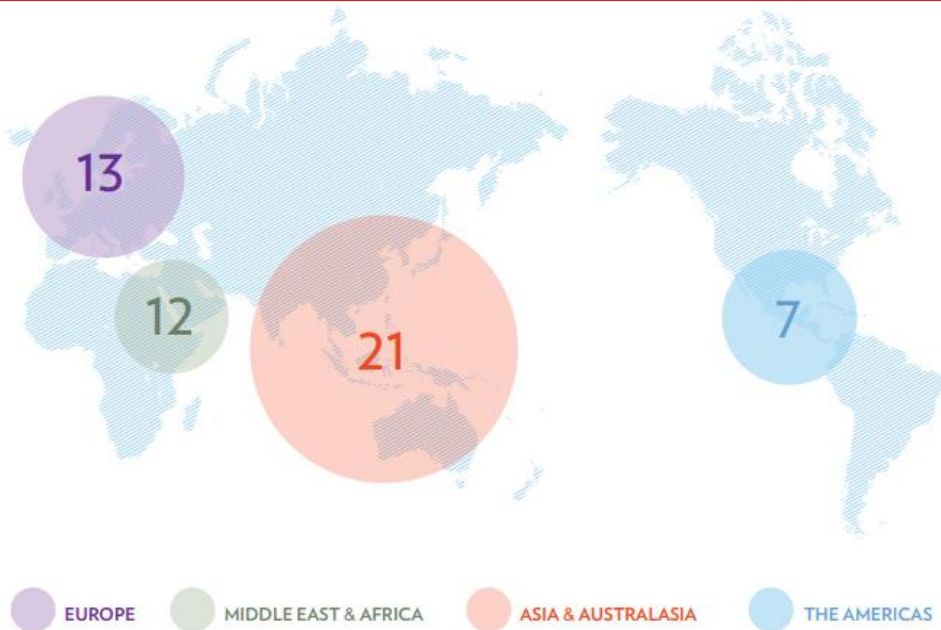 13
12
21
7
EUROPE
MIDDLE EAST & AFRICA
ASIA & AUSTRALASIA
THE AMERICAS